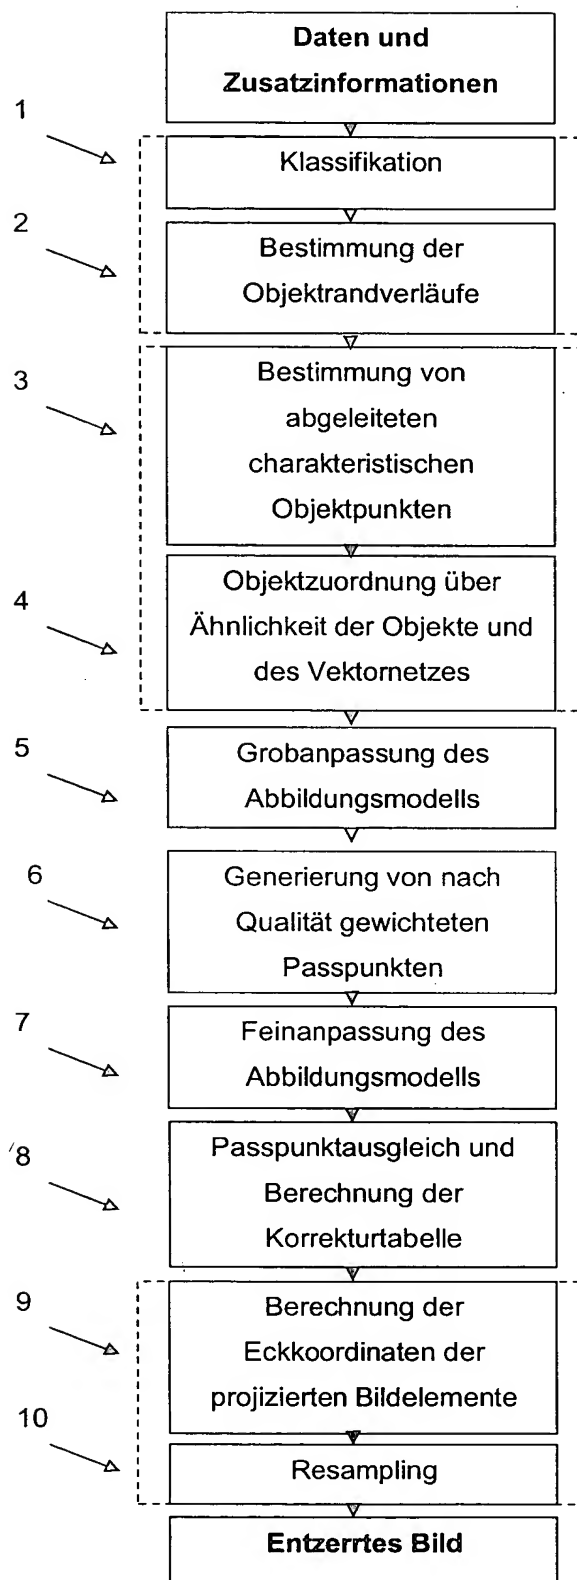 Daten und
Zusatzinformationen
1
Klassifikation
2
Bestimmung der
Objektrandverläufe
3
Bestimmung von
abgeleiteten
charakteristischen
Objektpunkten
4
Objektzuordnung über
Ähnlichkeit der Objekte und
des Vektornetzes
5
Grobanpassung des
Abbildungsmodells
6
Generierung von nach
Qualität gewichteten
Passpunkten
7
Feinanpassung des
Abbildungsmodells
8
Passpunktausgleich und
Berechnung der
Korrekturtabelle
9
Berechnung der
Eckkoordinaten der
projizierten Bildelemente
10
Resampling
Entzerrtes Bild